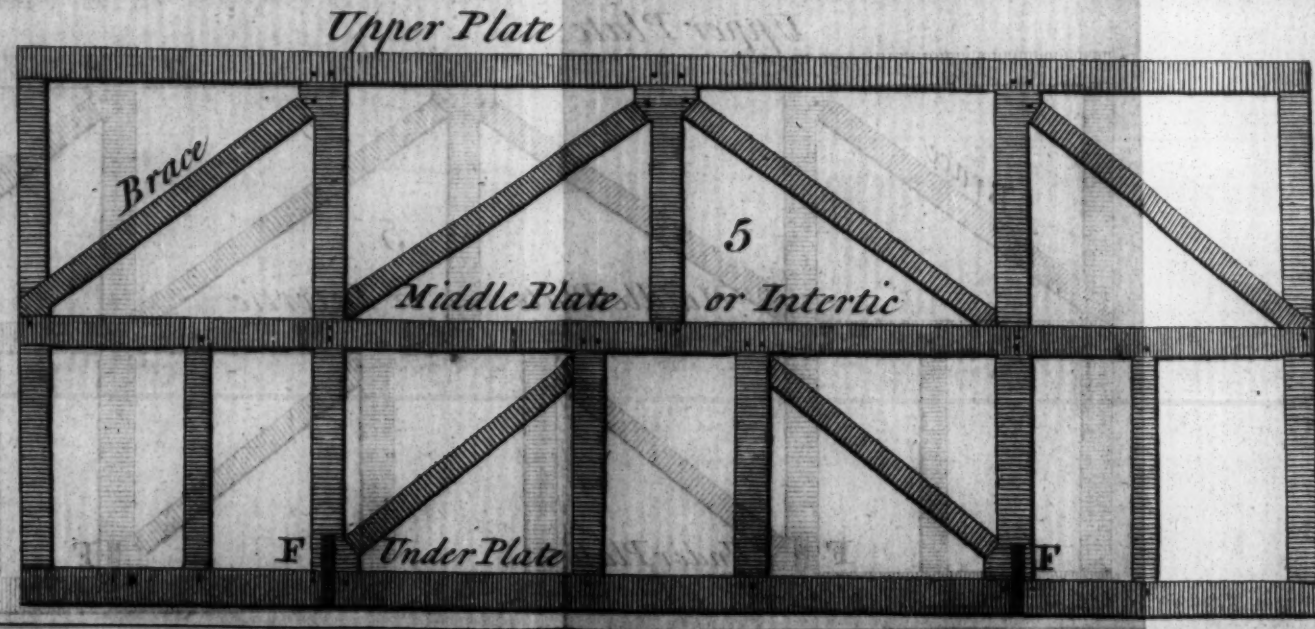 Upper Plate
Brace
5
Middle Plate or Intertie
F Under Plate F